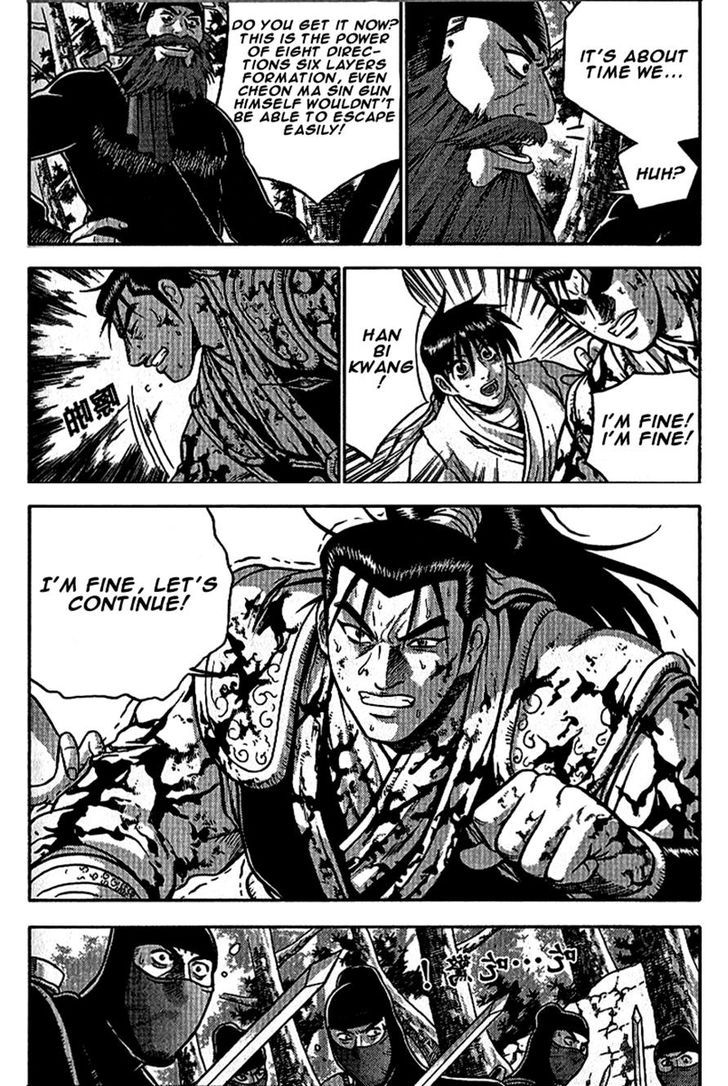 DO YOU GET IT NOW?
THIS IS THE POWER
OF EIGHT DIREC-
TIONS SIX LAYERS
FORMATION, EVEN
CHEON MA SIN GUN
HIMSELF WOULDN'T
BE ABLE TO ESCAPE
EASILY!
IT'S ABOUT
TIME WE...
HUH?
HAN
BI
KWANG
!
I'M FINE!
I'M FINE!
I'M FINE, LET'S
CONTINUE!